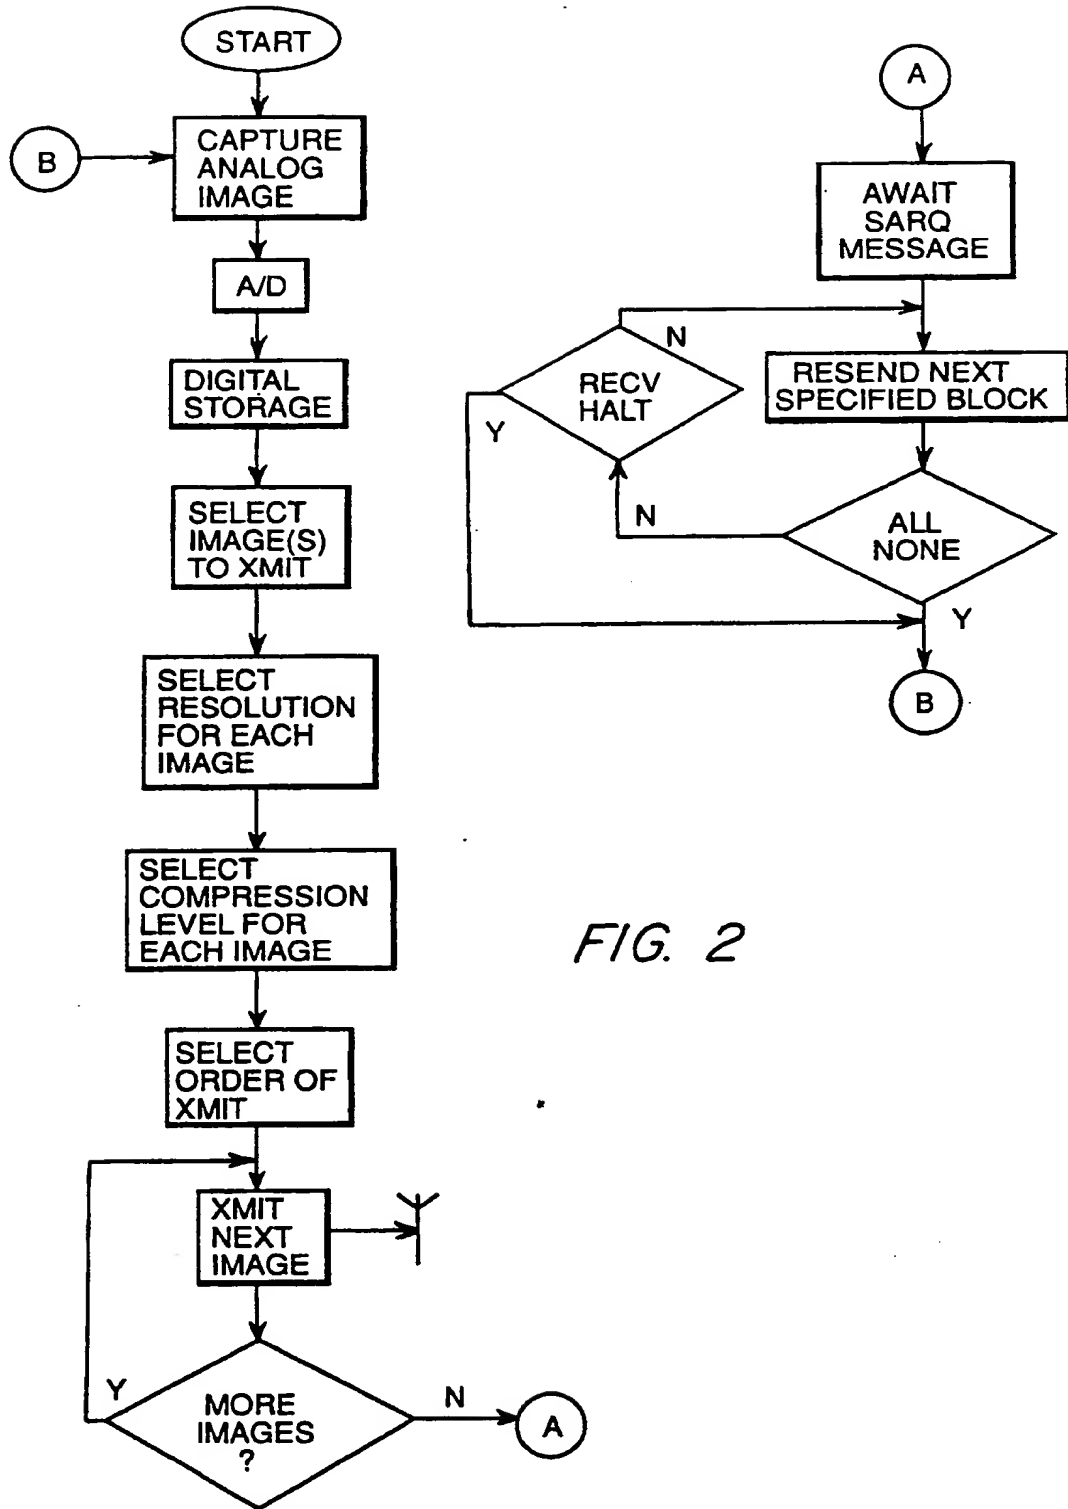 START
B
CAPTURE
ANALOG
IMAGE
A/D
DIGITAL
STORAGE
SELECT
IMAGE(S)
TO XMIT
SELECT
RESOLUTION
FOR EACH
IMAGE
SELECT
COMPRESSION
LEVEL FOR
EACH IMAGE
SELECT
ORDER OF
XMIT
XMIT
NEXT
IMAGE
Y
MORE
IMAGES
?
N
A
A
AWAIT
SARQ
MESSAGE
N
RECV
HALT
Y
RESEND NEXT
SPECIFIED BLOCK
N
ALL
NONE
Y
B
FIG. 2